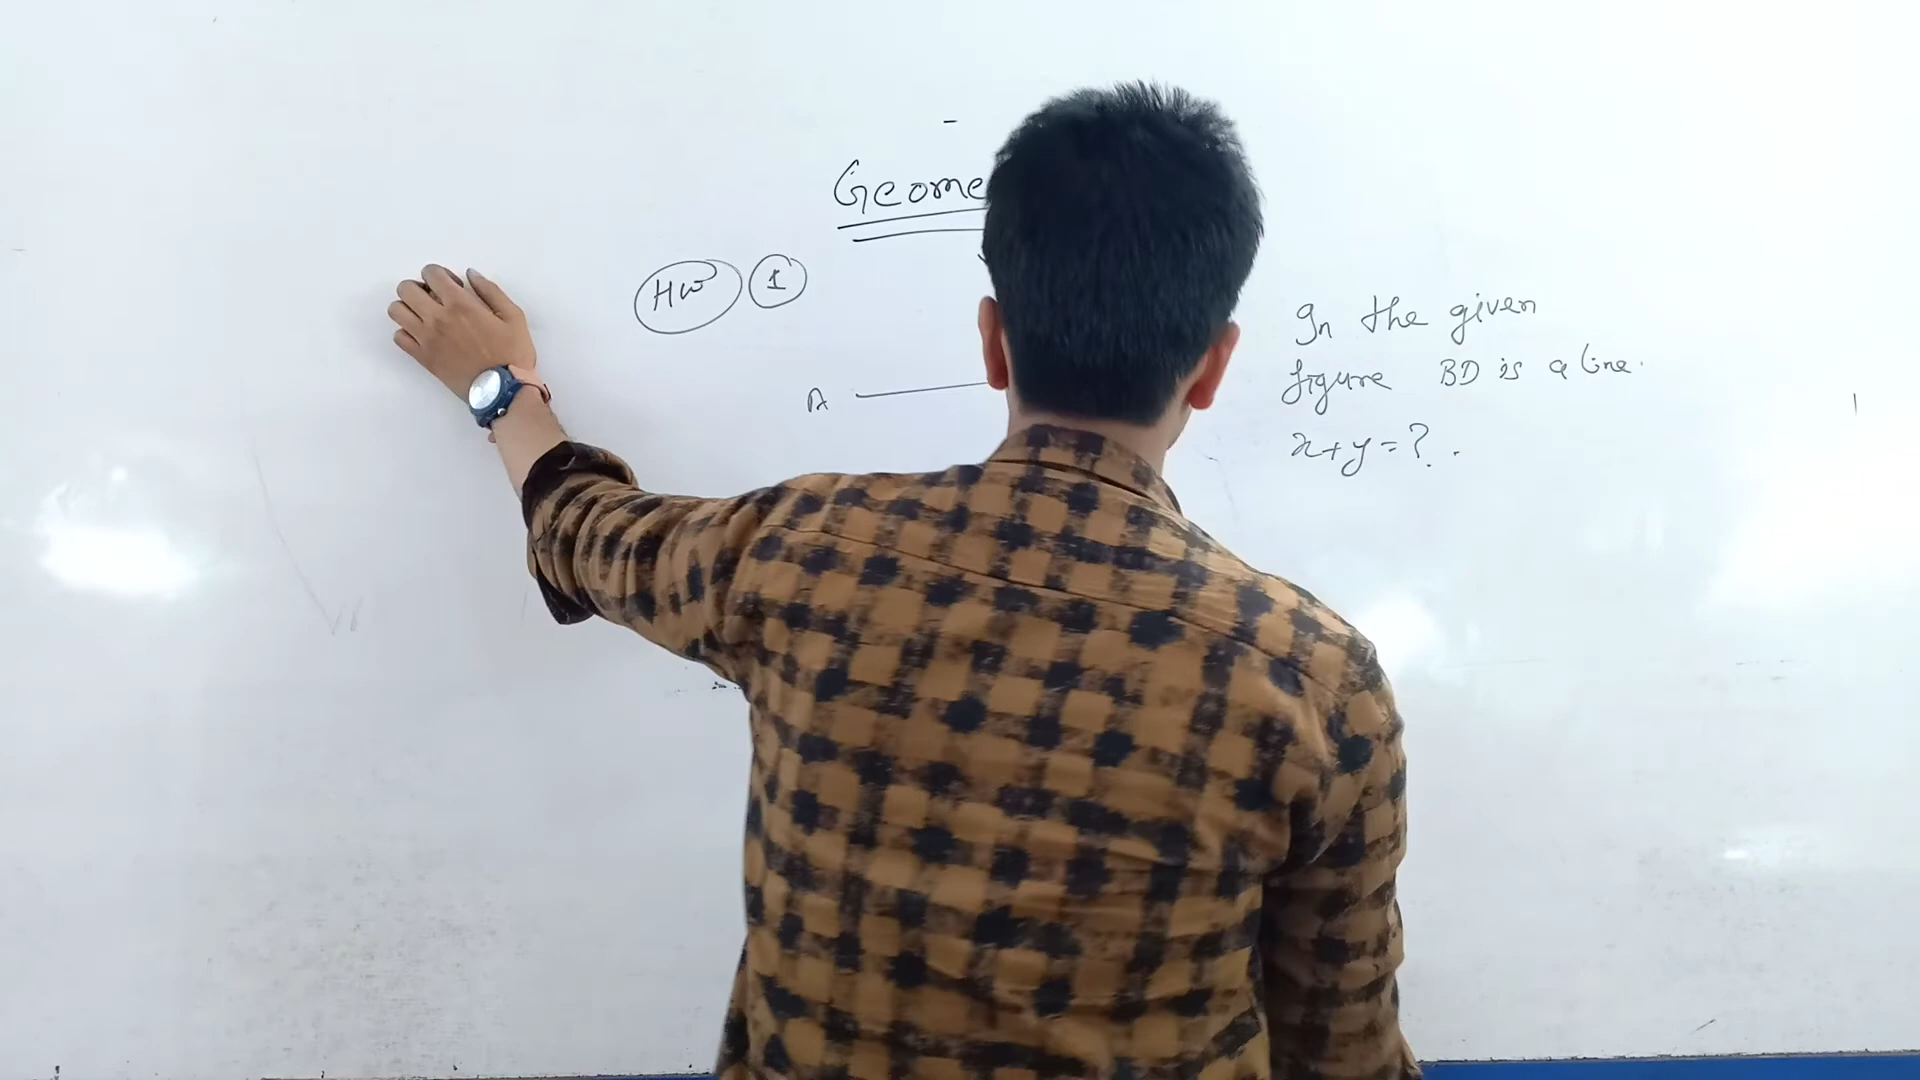 Geome
HW 1
A
In the given
figure BD is a line.
x+y=?.